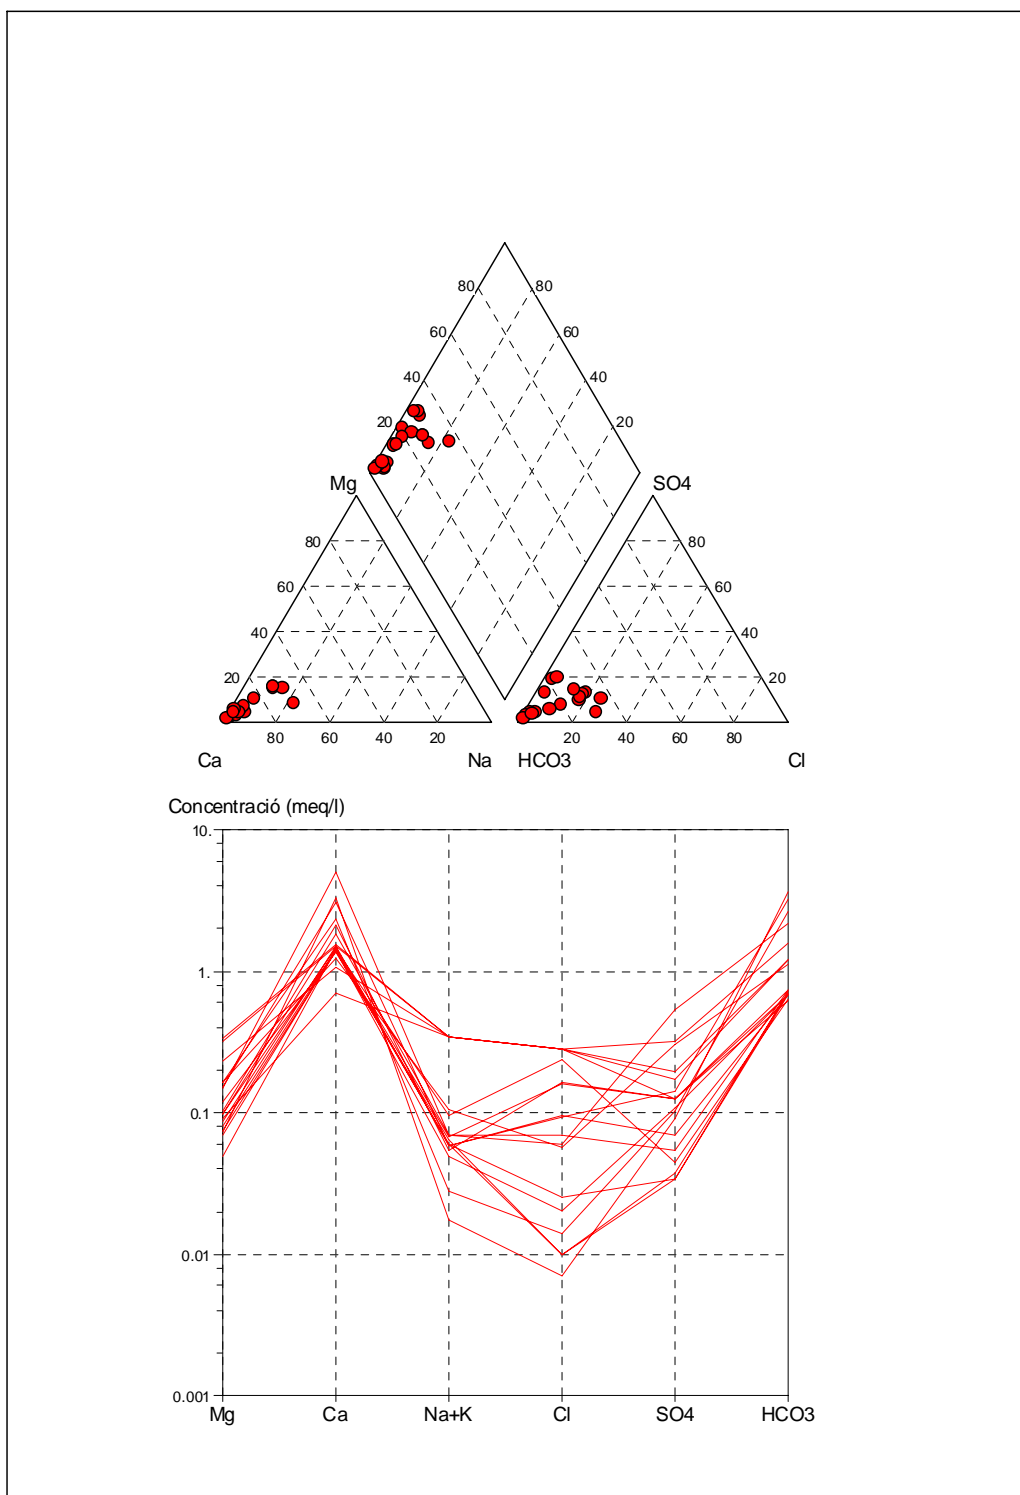 80 80
60 60
40 40
20 20
Mg SO4
80 80
60 60
40 40
20 20
80 60 40 20 20 40 60 80
Ca Na HCO3 Cl
Concentració (meq/l)
10.
1.
0.1
0.01
0.001
Mg Ca Na+K Cl SO4 HCO3